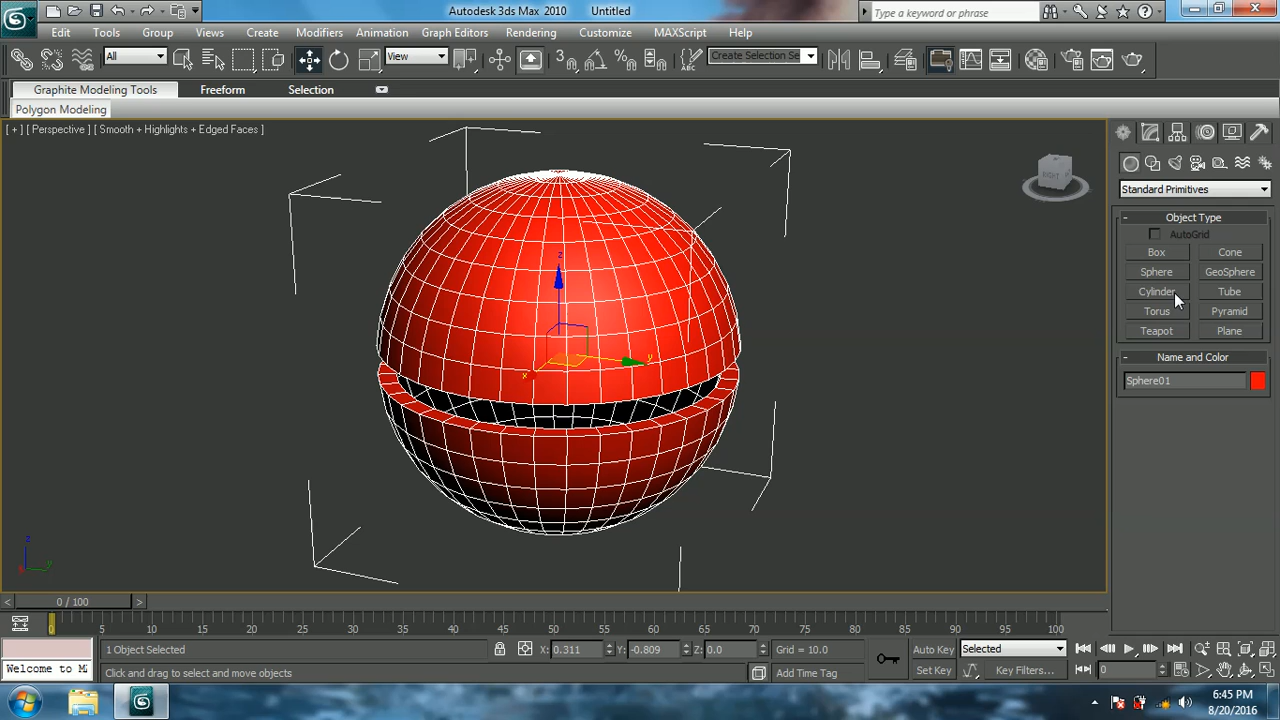 Autodesk 3ds Max 2010 Untitled
Type a keyword or phrase
Edit Tools Group Views Create Modifiers Animation Graph Editors Rendering Customize MAXScript Help
All View Create Selection Se
Graphite Modeling Tools Freeform Selection
Polygon Modeling
[ + ] [ Perspective ] [ Smooth + Highlights + Edged Faces ]
RIGHT
Standard Primitives
- Object Type
AutoGrid
Box Cone
Sphere GeoSphere
Cylinder Tube
Torus Pyramid
Teapot Plane
- Name and Color
Sphere01
z
y
x
z
y
x
< 0 / 100 >
0 5 10 15 20 25 30 35 40 45 50 55 60 65 70 75 80 85 90 95 100
1 Object Selected X: 0.311 Y: -0.809 Z: 0.0 Grid = 10.0 Auto Key Selected
Welcome to M Click and drag to select and move objects Add Time Tag Set Key Key Filters... 0
6:45 PM
8/20/2016